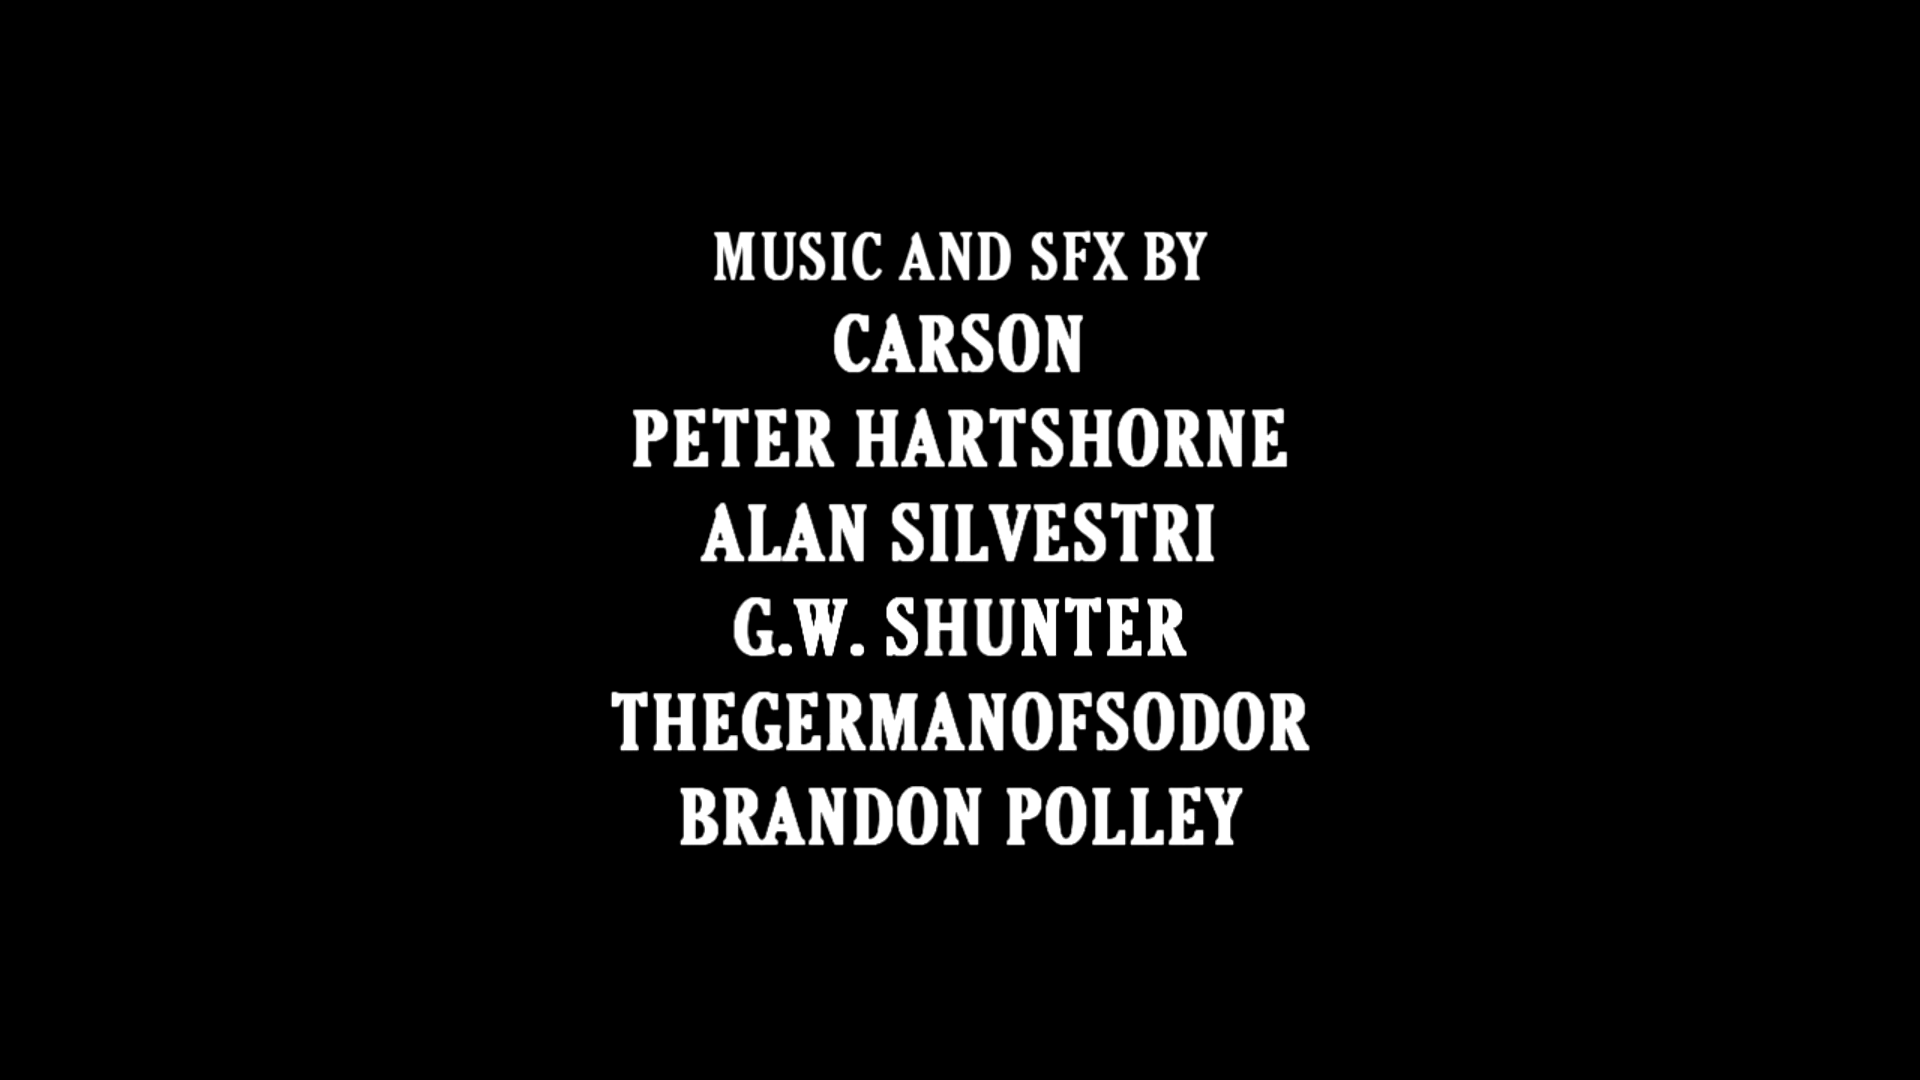 MUSIC AND SFX BY
CARSON
PETER HARTSHORNE
ALAN SILVESTRI
G.W. SHUNTER
THEGERMANOFSODOR
BRANDON POLLEY